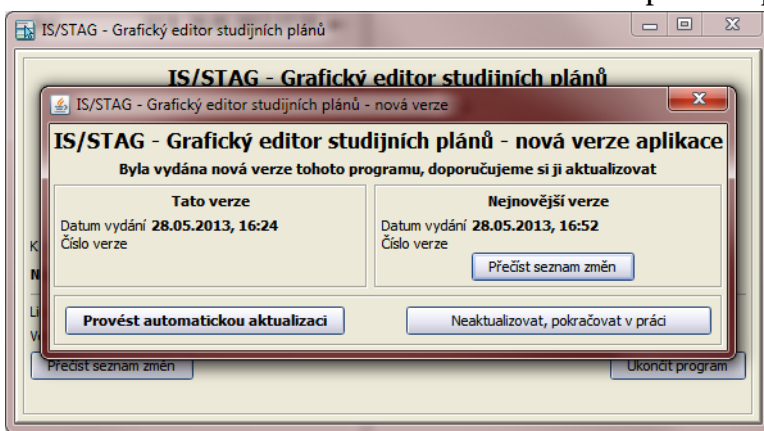 IS/STAG - Grafický editor studijních plánů
IS/STAG - Grafický editor studijních plánů
IS/STAG - Grafický editor studijních plánů - nová verze
IS/STAG - Grafický editor studijních plánů - nová verze aplikace
Byla vydána nová verze tohoto programu, doporučujeme si ji aktualizovat
Tato verze
Datum vydání 28.05.2013, 16:24
Číslo verze
Nejnovější verze
Datum vydání 28.05.2013, 16:52
Číslo verze
Přečíst seznam změn
Provést automatickou aktualizaci
Neaktualizovat, pokračovat v práci
Přečíst seznam změn
Ukončit program